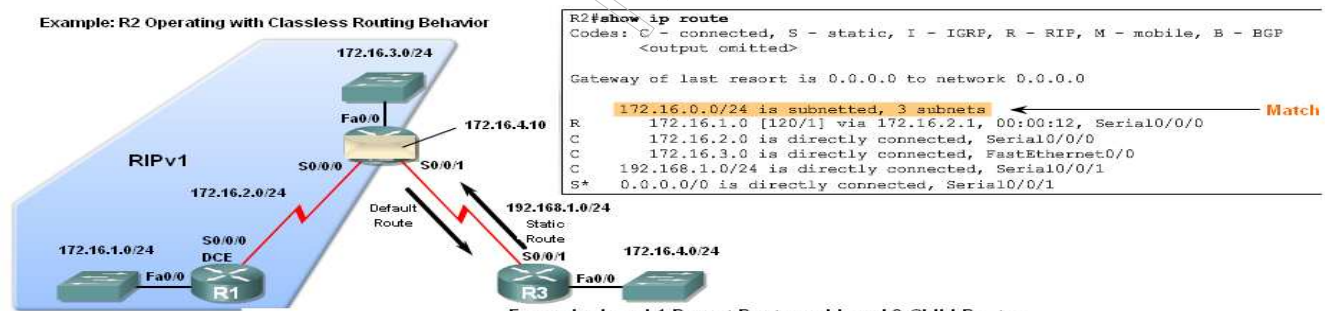 Example: R2 Operating with Classless Routing Behavior
172.16.3.0/24
Fa0/0
172.16.4.10
RIPv1
S0/0/0
S0/0/1
172.16.2.0/24
Default
Route
192.168.1.0/24
Static
Route
172.16.1.0/24
S0/0/0
DCE
S0/0/1
172.16.4.0/24
Fa0/0
R1
R3
Fa0/0
R2#show ip route
Codes: C - connected, S - static, I - IGRP, R - RIP, M - mobile, B - BGP
<output omitted>
Gateway of last resort is 0.0.0.0 to network 0.0.0.0
172.16.0.0/24 is subnetted, 3 subnets
Match
R 172.16.1.0 [120/1] via 172.16.2.1, 00:00:12, Serial0/0/0
C 172.16.2.0 is directly connected, Serial0/0/0
C 172.16.3.0 is directly connected, FastEthernet0/0
C 192.168.1.0/24 is directly connected, Serial0/0/1
S* 0.0.0.0/0 is directly connected, Serial0/0/1